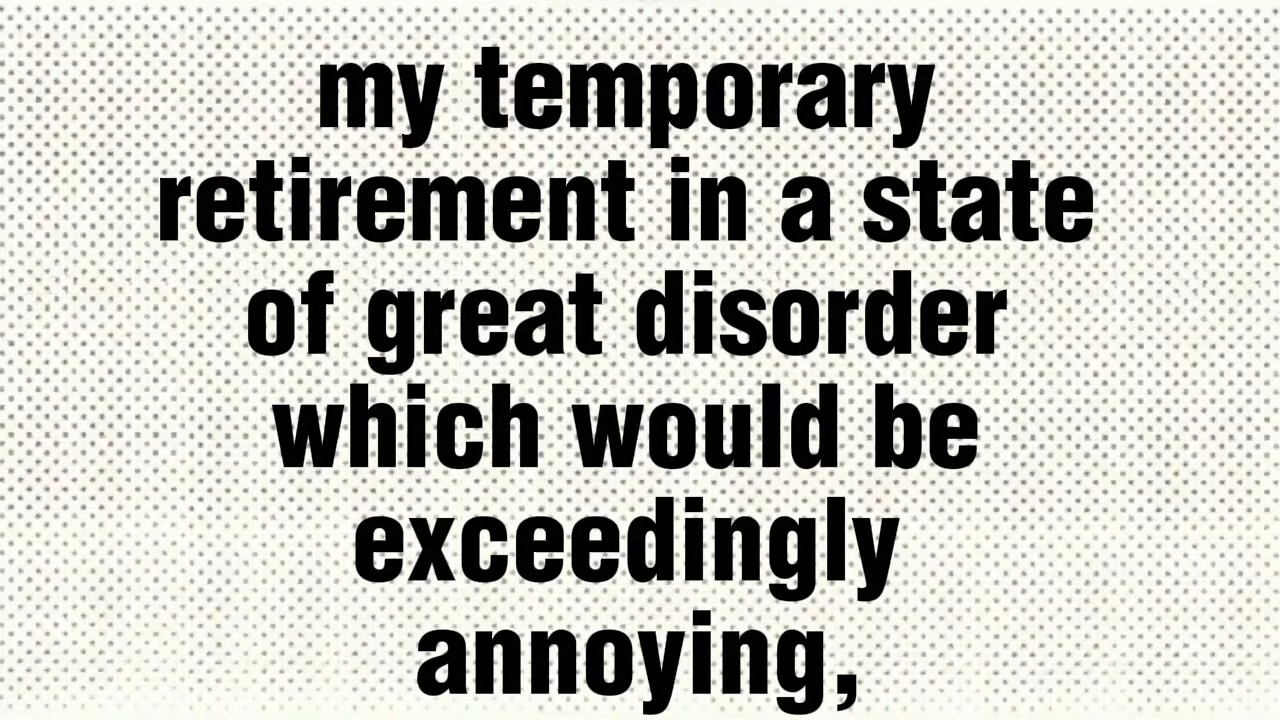 my temporary
retirement in a state
of great disorder
which would be
exceedingly
annoying,